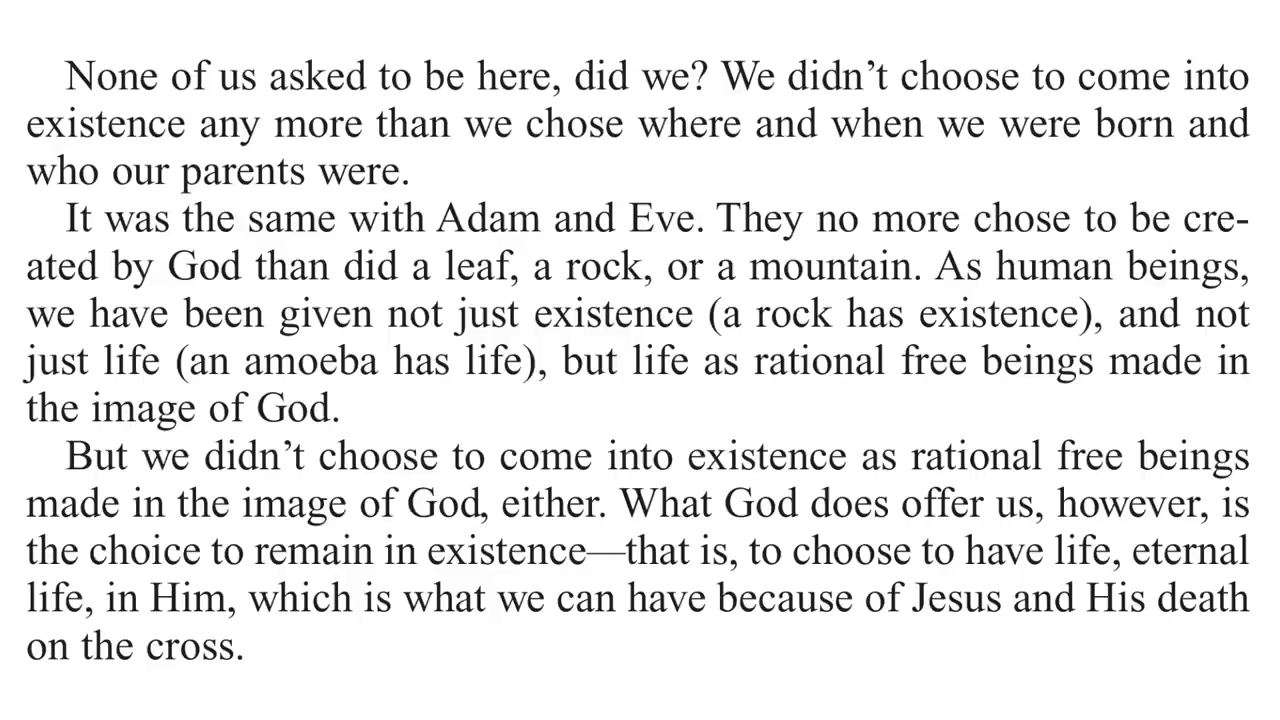 None of us asked to be here, did we? We didn’t choose to come into
existence any more than we chose where and when we were born and
who our parents were.
It was the same with Adam and Eve. They no more chose to be cre-
ated by God than did a leaf, a rock, or a mountain. As human beings,
we have been given not just existence (a rock has existence), and not
just life (an amoeba has life), but life as rational free beings made in
the image of God.
But we didn’t choose to come into existence as rational free beings
made in the image of God, either. What God does offer us, however, is
the choice to remain in existence—that is, to choose to have life, eternal
life, in Him, which is what we can have because of Jesus and His death
on the cross.